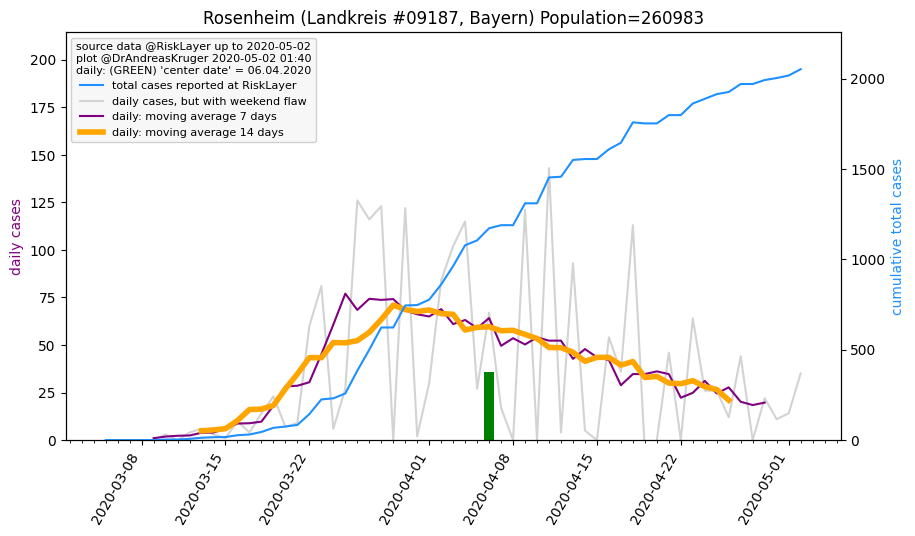 Rosenheim (Landkreis #09187, Bayern) Population=260983
source data @RiskLayer up to 2020-05-02
plot @DrAndreasKruger 2020-05-02 01:40
daily: (GREEN) 'center date' = 06.04.2020
total cases reported at RiskLayer
daily cases, but with weekend flaw
daily: moving average 7 days
daily: moving average 14 days
daily cases
200
175
150
125
100
75
50
25
0
2000
1500
1000
500
0
cumulative total cases
2020-03-08
2020-03-15
2020-03-22
2020-04-01
2020-04-08
2020-04-15
2020-04-22
2020-05-01